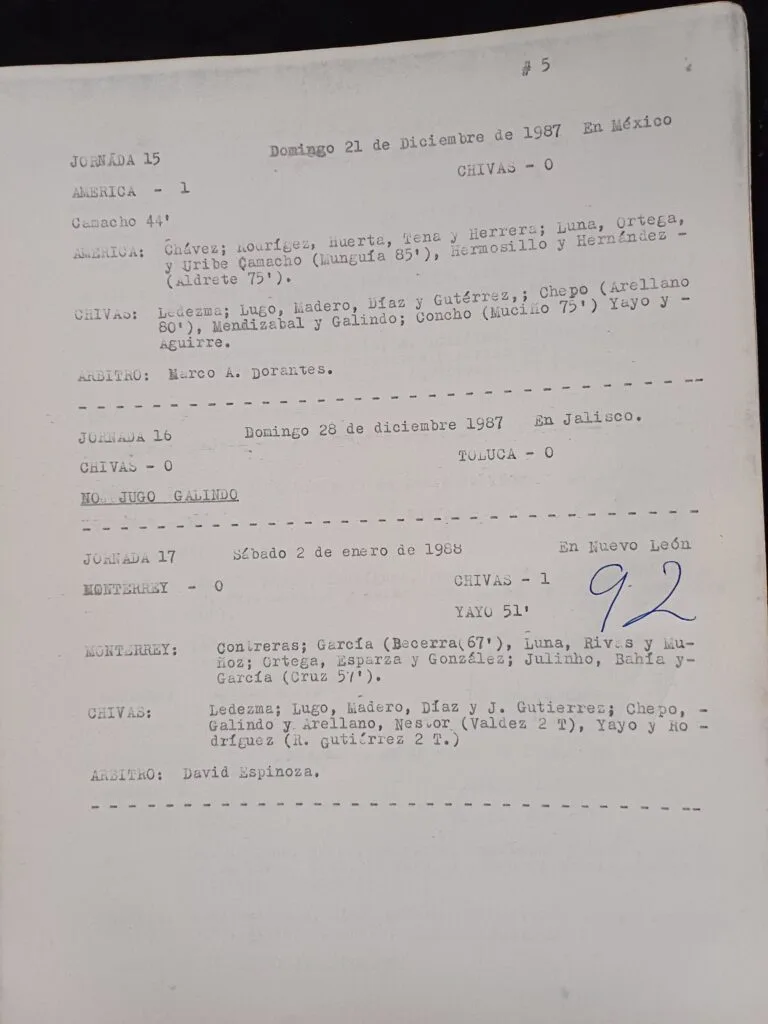 # 5
JORNADA 15 Domingo 21 de Diciembre de 1987 En México
AMERICA - 1 CHIVAS - 0
Camacho 44'
AMERICA: Chávez; Rourígez, Huerta, Tena y Herrera; Luna, Ortega,
y Uribe Camacho (Munguía 85'), Hermosillo y Hernández -
(Aldrete 75').
CHIVAS: Ledezma; Lugo, Madero, Díaz y Gutérrez,; Chepo (Arellano
80'), Mendizabal y Galindo; Concho (Muciño 75') Yayo y -
Aguirre.
ARBITRO: Marco A. Dorantes.
- - - - - - - - - - - - - - - - - - - - - - - - - - - - - - - - - -
JORNADA 16 Domingo 28 de diciembre 1987 En Jalisco.
CHIVAS - 0 TOLUCA - 0
NO JUGO GALINDO
- - - - - - - - - - - - - - - - - - - - - - - - - - - - - - - - - -
JORNADA 17 Sábado 2 de enero de 1988 En Nuevo León
MONTERREY - 0 CHIVAS - 1
92
YAYO 51'
MONTERREY: Contreras; García (Becerra(67'), Luna, Rivas y Mu-
ñoz; Ortega, Esparza y González; Julinho, Bahía y-
García (Cruz 57').
CHIVAS: Ledezma; Lugo, Madero, Díaz y J. Gutierrez; Chepo, -
Galindo y Arellano, Nestor (Valdez 2 T), Yayo y Ro -
dríguez (R. Gutiérrez 2 T.)
ARBITRO: David Espinoza.
- - - - - - - - - - - - - - - - - - - - - - - - - - - - - - - - - -